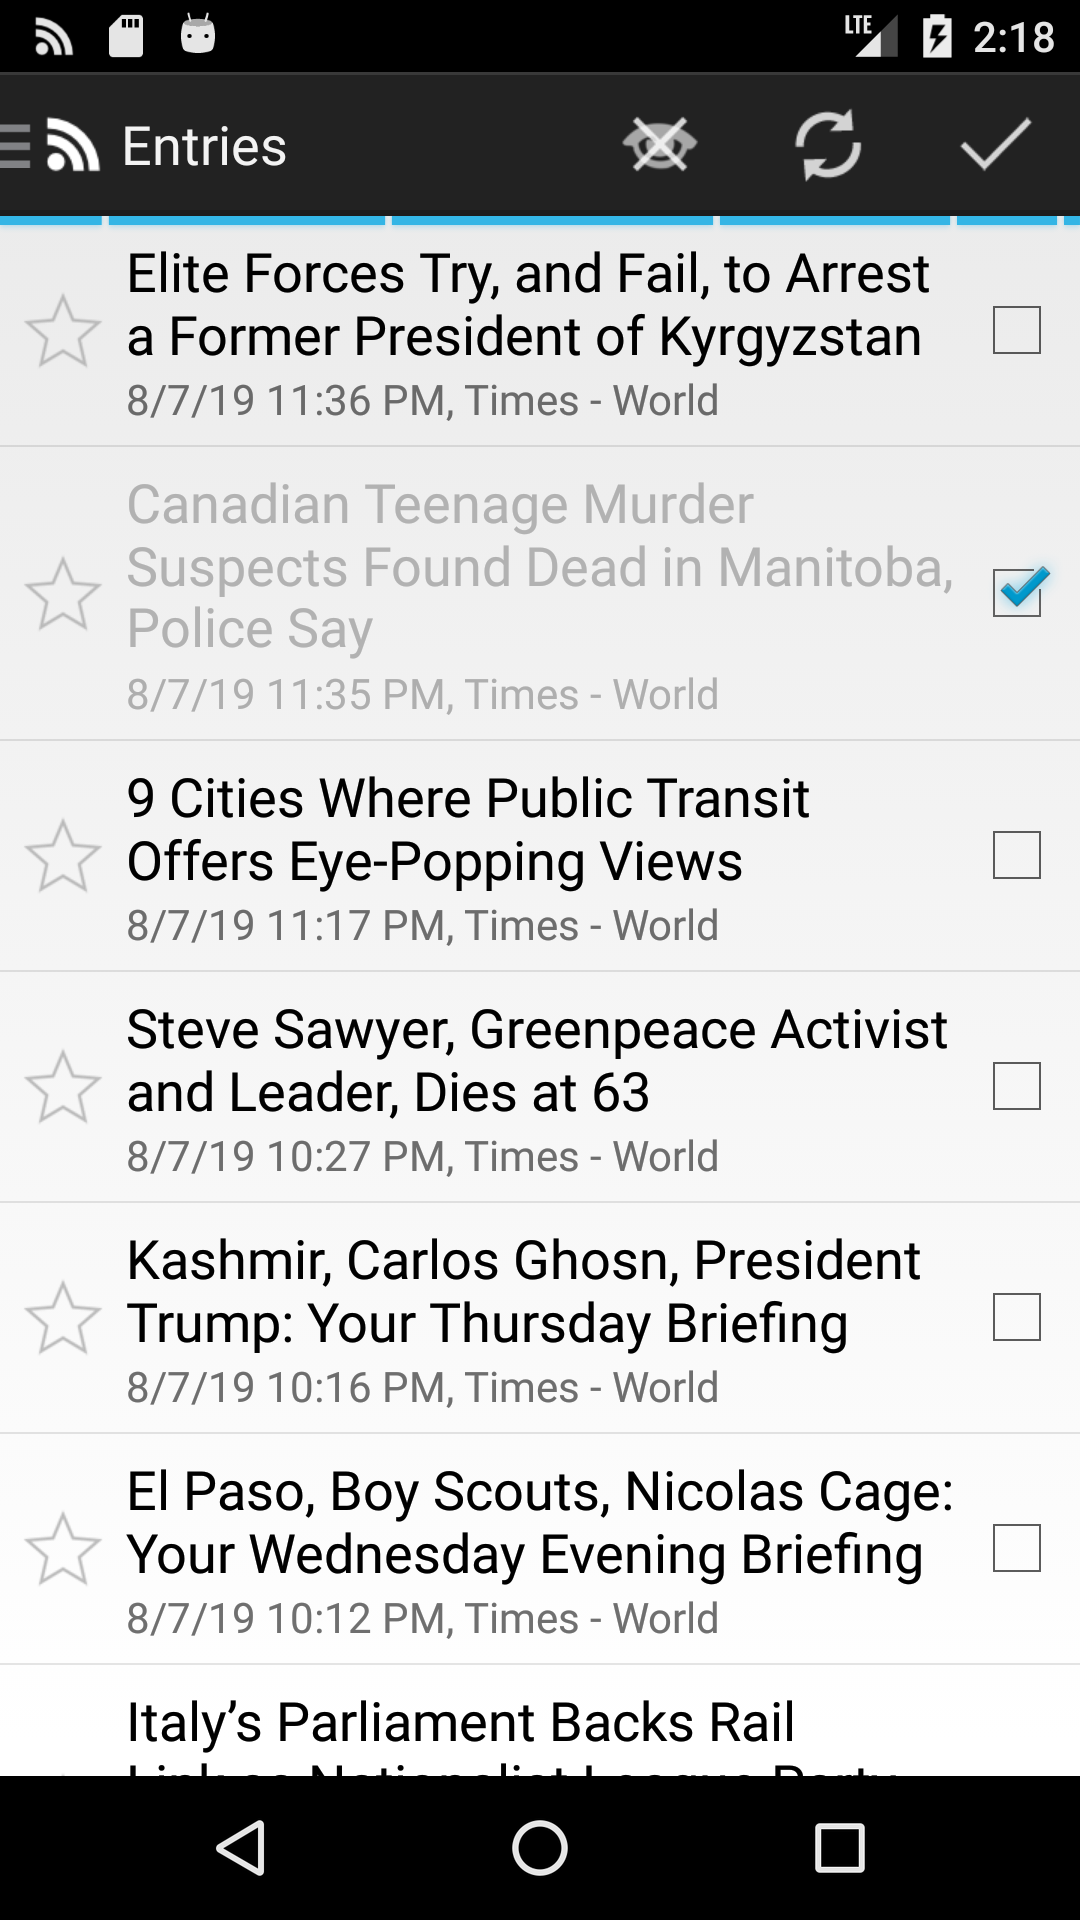 LTE 2:18
Entries
Elite Forces Try, and Fail, to Arrest
a Former President of Kyrgyzstan
8/7/19 11:36 PM, Times - World
Canadian Teenage Murder
Suspects Found Dead in Manitoba,
Police Say
8/7/19 11:35 PM, Times - World
9 Cities Where Public Transit
Offers Eye-Popping Views
8/7/19 11:17 PM, Times - World
Steve Sawyer, Greenpeace Activist
and Leader, Dies at 63
8/7/19 10:27 PM, Times - World
Kashmir, Carlos Ghosn, President
Trump: Your Thursday Briefing
8/7/19 10:16 PM, Times - World
El Paso, Boy Scouts, Nicolas Cage:
Your Wednesday Evening Briefing
8/7/19 10:12 PM, Times - World
Italy’s Parliament Backs Rail
Link as Nationalist League Party